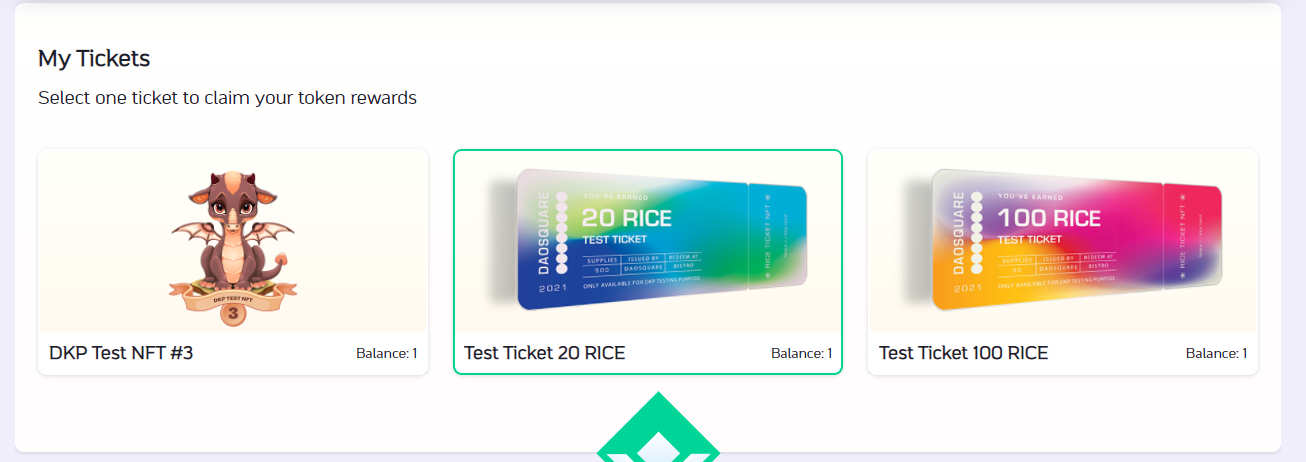 My Tickets
Select one ticket to claim your token rewards
DKP TEST NFT
3
DKP Test NFT #3
Balance: 1
DAOSQUARE
2021
YOU'VE EARNED
20 RICE
TEST TICKET
SUPPLIES ISSUED BY REDEEM AT
500 DAOSQUARE BISTRO
ONLY AVAILABLE FOR DKP TESTING PURPOSE
RICE TICKET NFT
Test Ticket 20 RICE
Balance: 1
DAOSQUARE
2021
YOU'VE EARNED
100 RICE
TEST TICKET
SUPPLIES ISSUED BY REDEEM AT
DAOSQUARE BISTRO
ONLY AVAILABLE FOR DKP TESTING PURPOSE
RICE TICKET NFT
Test Ticket 100 RICE
Balance: 1